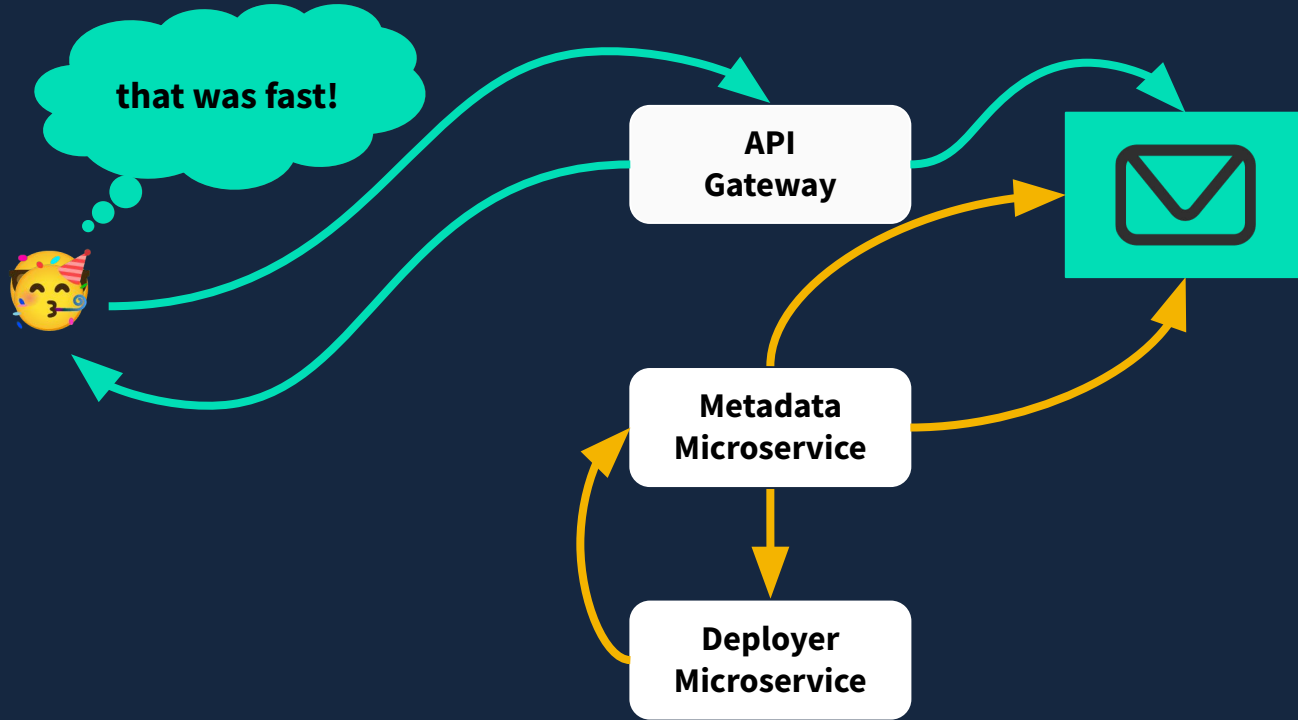 that was fast!
API
Gateway
Metadata
Microservice
Deployer
Microservice